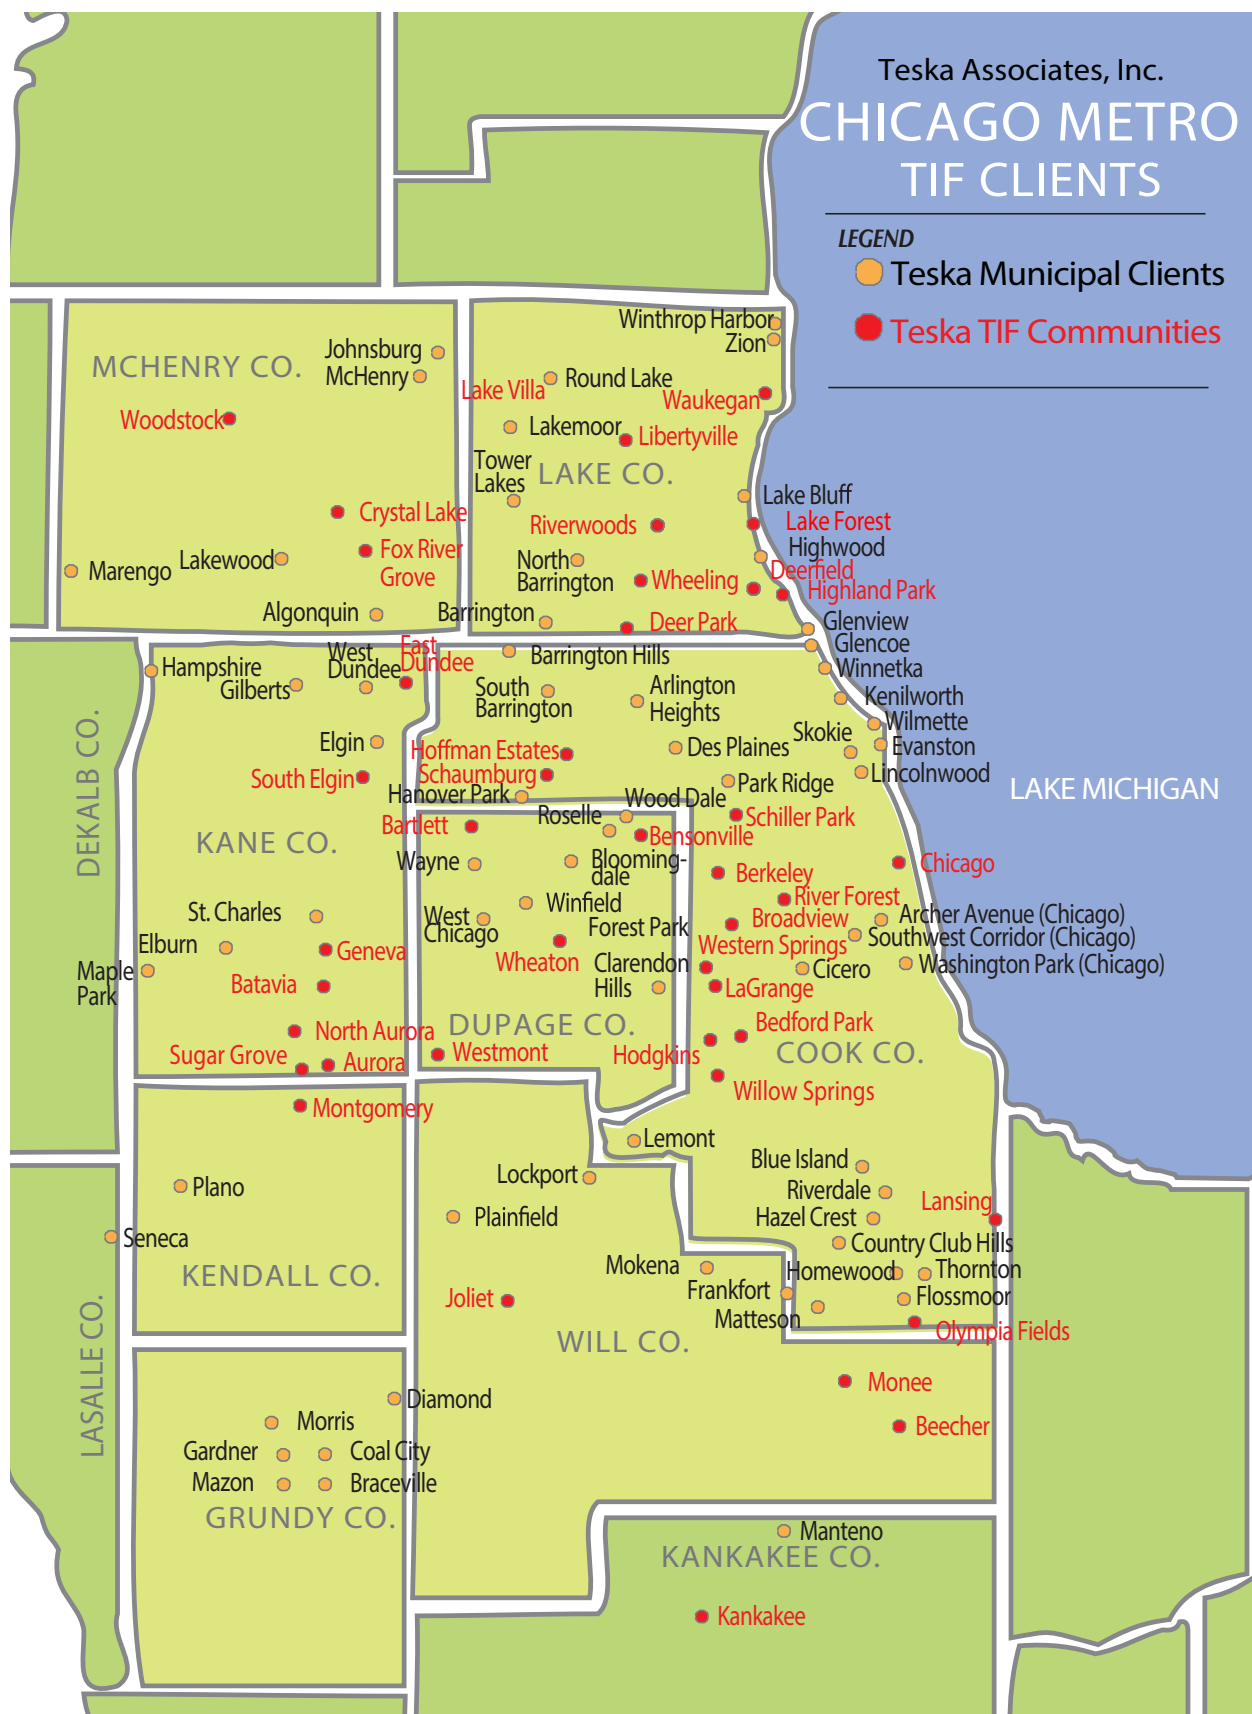 Teska Associates, Inc.
CHICAGO METRO
TIF CLIENTS
LEGEND
Teska Municipal Clients
Teska TIF Communities
LAKE MICHIGAN
MCHENRY CO.
Johnsburg
McHenry
Woodstock
Crystal Lake
Fox River
Grove
Lakewood
Marengo
Algonquin
Winthrop Harbor
Zion
Round Lake
Lake Villa
Waukegan
Lakemoor
Libertyville
Tower
Lakes
LAKE CO.
Lake Bluff
Riverwoods
Lake Forest
Highwood
North
Barrington
Wheeling
Deerfield
Highland Park
Barrington
Deer Park
Glenview
Glencoe
Winnetka
Kenilworth
Wilmette
Skokie
Evanston
Lincolnwood
Barrington Hills
South
Barrington
Arlington
Heights
Hoffman Estates
Des Plaines
Schaumburg
Park Ridge
Hanover Park
Wood Dale
Schiller Park
Hampshire
Gilberts
West
Dundee
East
Dundee
Elgin
South Elgin
DEKALB CO.
KANE CO.
St. Charles
Elburn
Geneva
Maple
Park
Batavia
North Aurora
Sugar Grove
Aurora
Bartlett
Roselle
Bensonville
Wayne
Blooming-
dale
Winfield
West
Chicago
Forest Park
Wheaton
Clarendon
Hills
DUPAGE CO.
Westmont
Berkeley
Chicago
River Forest
Broadview
Archer Avenue (Chicago)
Western Springs
Southwest Corridor (Chicago)
Cicero
Washington Park (Chicago)
LaGrange
Bedford Park
Hodgkins
COOK CO.
Willow Springs
Montgomery
Plano
Seneca
KENDALL CO.
Lemont
Lockport
Plainfield
Blue Island
Riverdale
Lansing
Hazel Crest
Country Club Hills
Mokena
Homewood
Thornton
Frankfort
Flossmoor
Matteson
Olympia Fields
Joliet
WILL CO.
Monee
Beecher
LASALLE CO.
Diamond
Morris
Gardner
Coal City
Mazon
Braceville
GRUNDY CO.
Manteno
KANKAKEE CO.
Kankakee